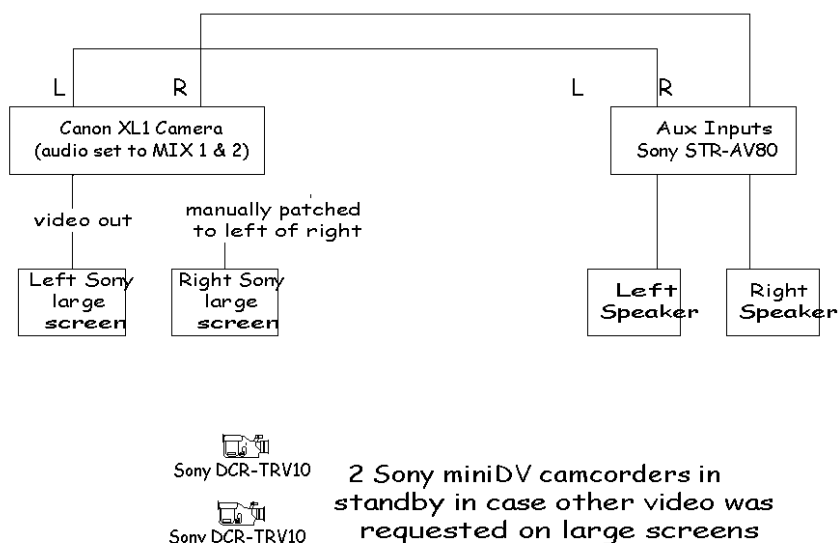 L
R
L
R
Canon XL1 Camera
(audio set to MIX 1 & 2)
Aux Inputs
Sony STR-AV80
video out
manually patched
to left of right
Left Sony
large
screen
Right Sony
large
screen
Left
Speaker
Right
Speaker
Sony DCR-TRV10
Sony DCR-TRV10
2 Sony miniDV camcorders in
standby in case other video was
requested on large screens